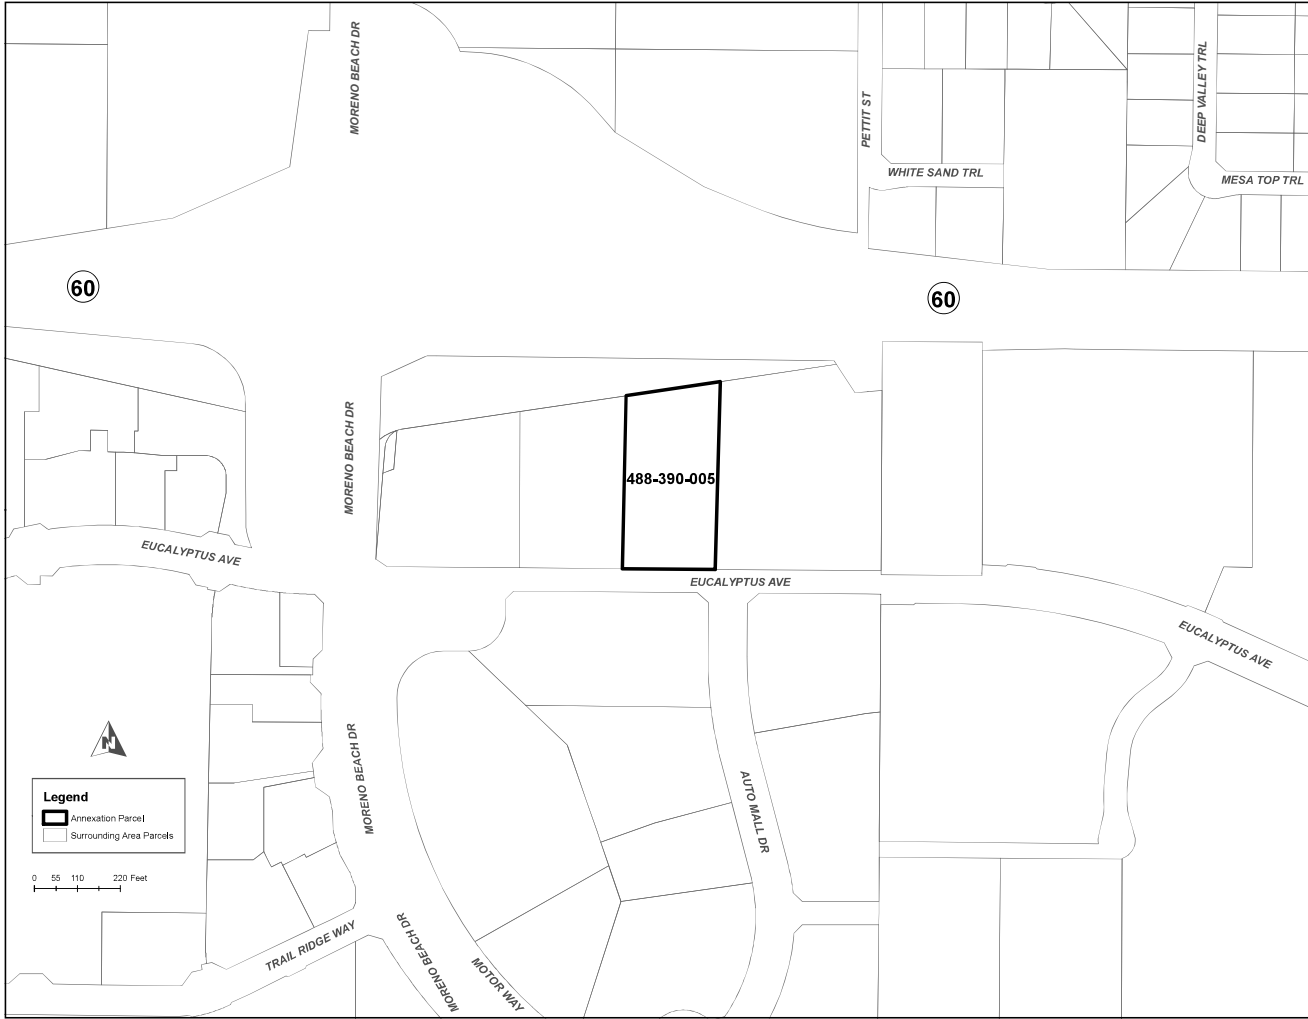 MORENO BEACH DR
PETTIT ST
DEEP VALLEY TRL
WHITE SAND TRL
MESA TOP TRL
60
60
MORENO BEACH DR
488-390-005
EUCALYPTUS AVE
EUCALYPTUS AVE
EUCALYPTUS AVE
N
MORENO BEACH DR
AUTO MALL DR
Legend
Annexation Parcel
Surrounding Area Parcels
0 55 110 220 Feet
TRAIL RIDGE WAY
MORENO BEACH DR
MOTOR WAY